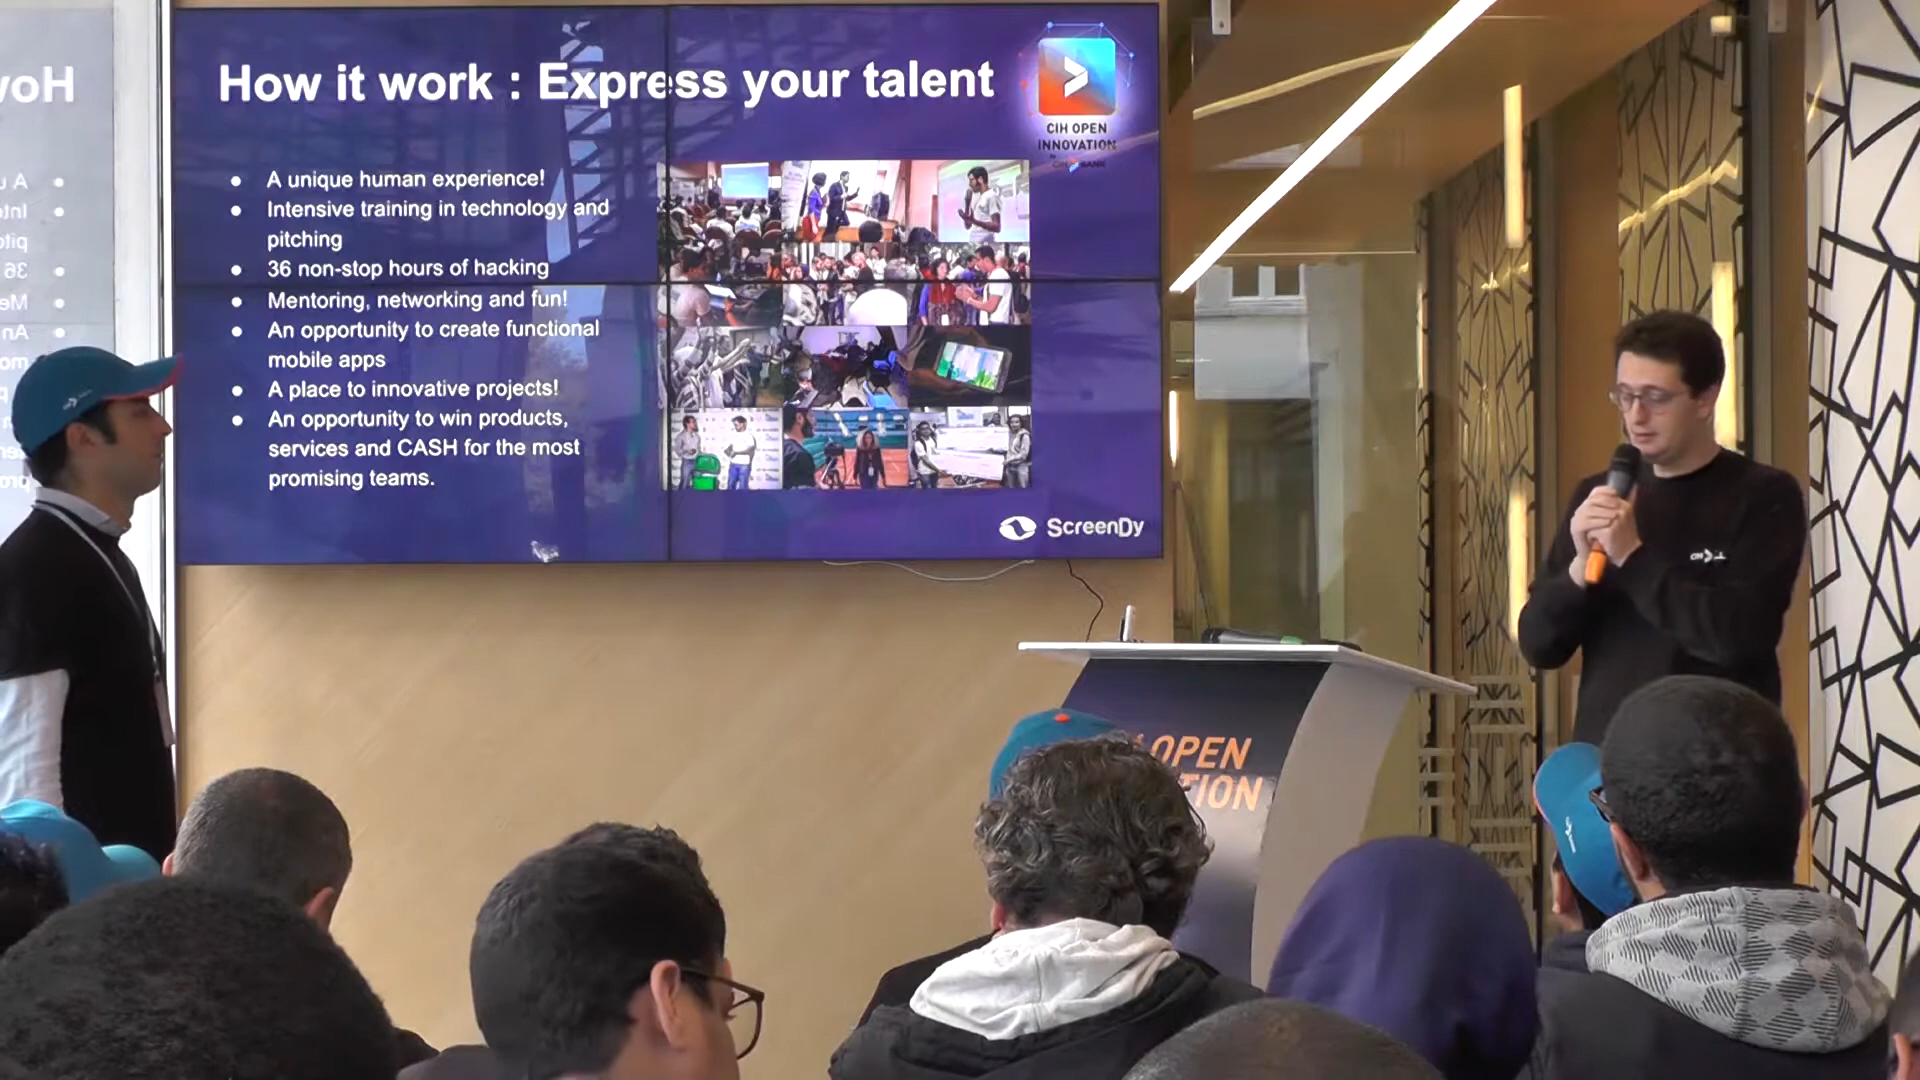 How it work : Express your talent
CIH OPEN
INNOVATION
A unique human experience!
Intensive training in technology and
pitching
36 non-stop hours of hacking
Mentoring, networking and fun!
An opportunity to create functional
mobile apps
A place to innovative projects!
An opportunity to win products,
services and CASH for the most
promising teams.
ScreenDy
OPEN
TION